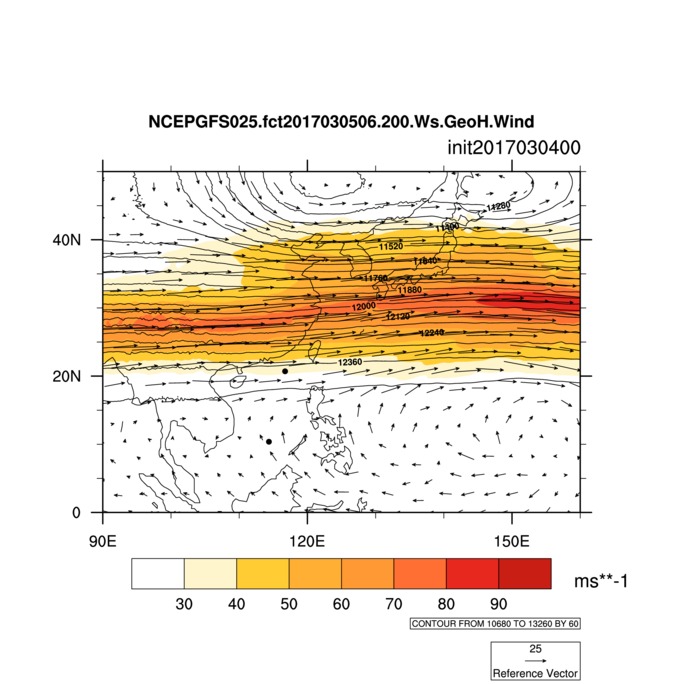 NCEPGFS025.fct2017030506.200.Ws.GeoH.Wind
init2017030400
11280
11400
40N
11520
11640
11760
11880
12000
12120
12240
12360
20N
0
90E 120E 150E
ms**-1
30 40 50 60 70 80 90
CONTOUR FROM 10680 TO 13260 BY 60
25
Reference Vector